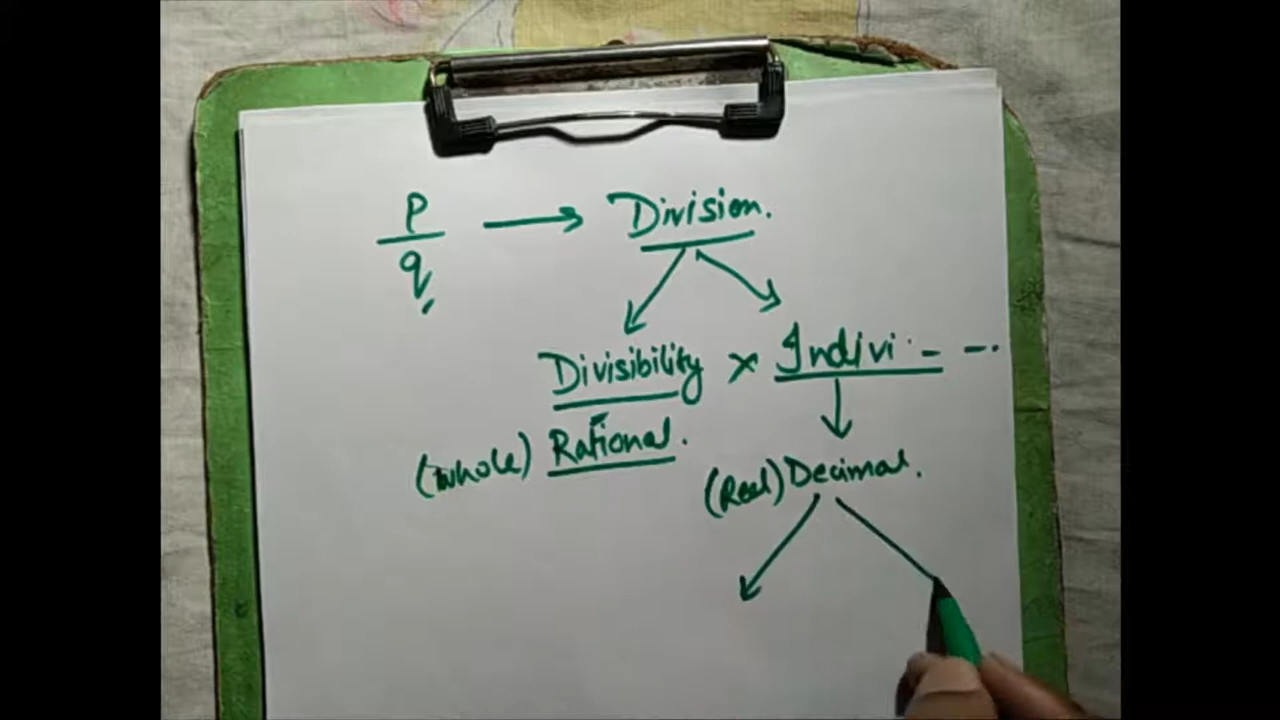 P/q → Division.
Divisibility × Indivi - - ..
(whole) Rational.
(Real) Decimal.